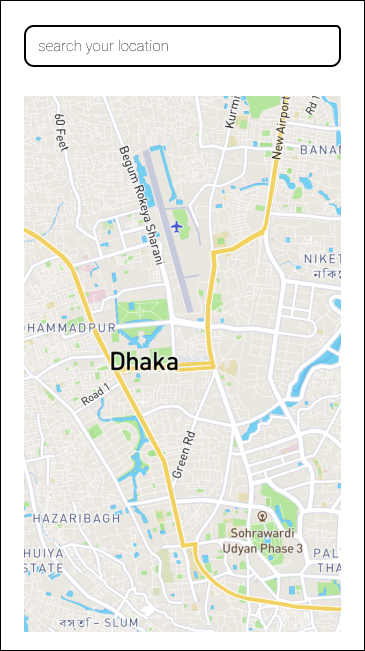 search your location
60 Feet
Kurmi
New Airport
Rd 1
BANAN
Begum Rokeya Sharani
NIKET
নিকে
OHAMMADPUR
Dhaka
Road 1
Green Rd
HAZARIBAGH
Sohrawardi
Udyan Phase 3
HUIYA
STATE
PAL
THA
বসতি – SLUM